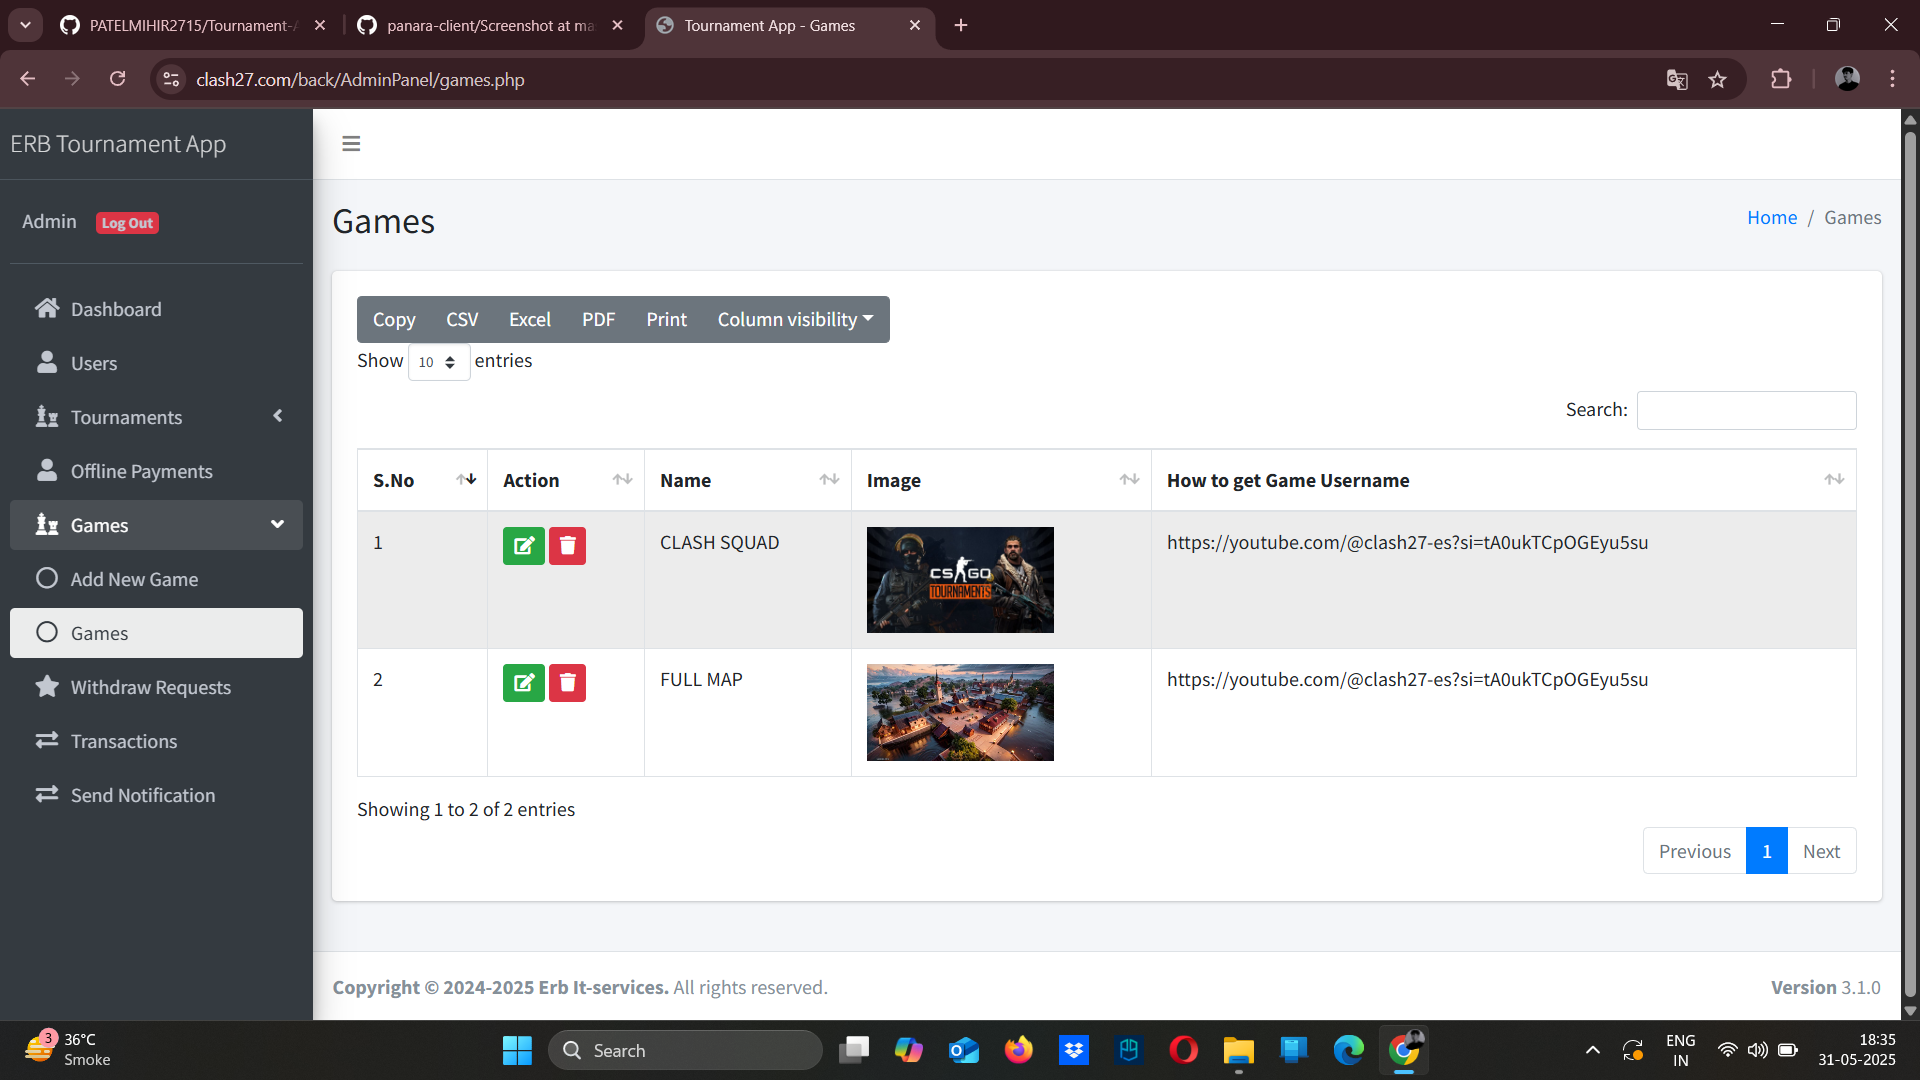 PATELMIHIR2715/Tournament-A
panara-client/Screenshot at ma
Tournament App - Games
clash27.com/back/AdminPanel/games.php
ERB Tournament App
Admin Log Out
Dashboard
Users
Tournaments
Offline Payments
Games
Add New Game
Games
Withdraw Requests
Transactions
Send Notification
Games
Home / Games
Copy CSV Excel PDF Print Column visibility
Show 10 entries
Search:
S.No Action Name Image How to get Game Username
1 CLASH SQUAD https://youtube.com/@clash27-es?si=tA0ukTCpOGEyu5su
CS GO
TOURNAMENTS
2 FULL MAP https://youtube.com/@clash27-es?si=tA0ukTCpOGEyu5su
Showing 1 to 2 of 2 entries
Previous 1 Next
Copyright © 2024-2025 Erb It-services. All rights reserved.
Version 3.1.0
3
36°C
Smoke
Search
ENG
IN
18:35
31-05-2025